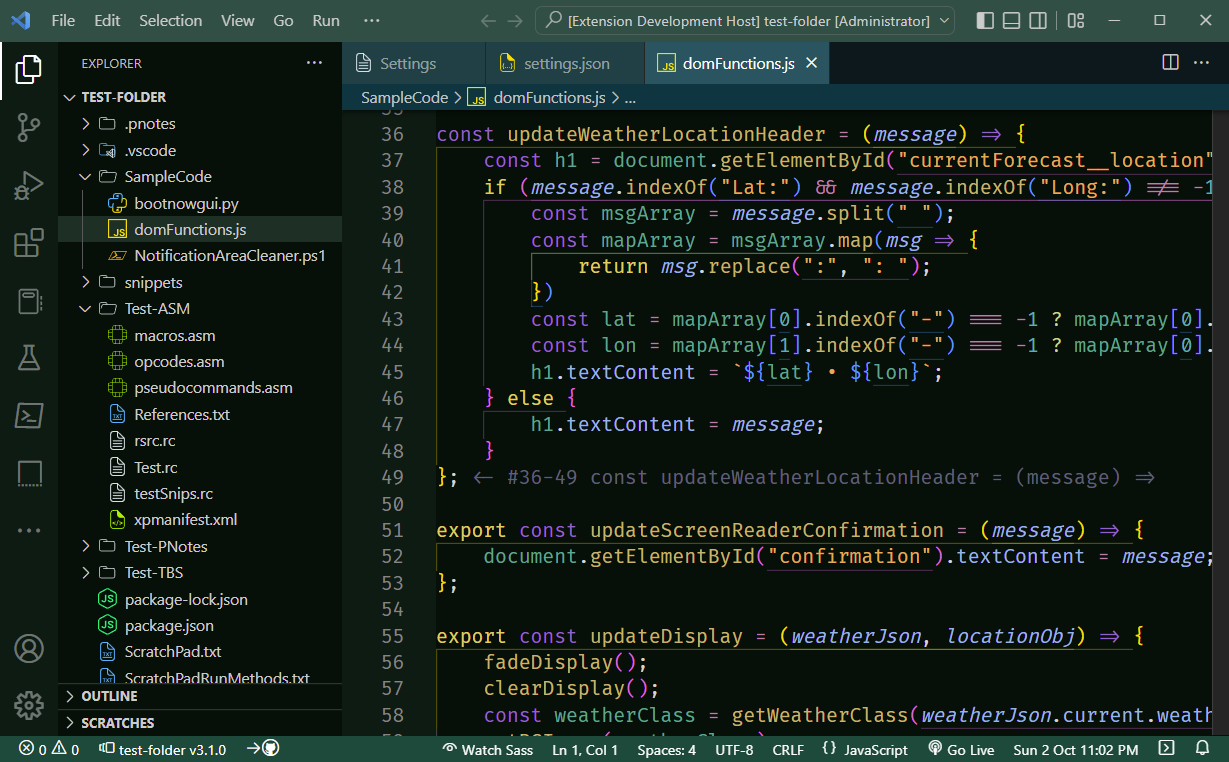 File Edit Selection View Go Run ··· [Extension Development Host] test-folder [Administrator]
EXPLORER ···
TEST-FOLDER
.pnotes
.vscode
SampleCode
bootnowgui.py
domFunctions.js
NotificationAreaCleaner.ps1
snippets
Test-ASM
macros.asm
opcodes.asm
pseudocommands.asm
References.txt
rsrc.rc
Test.rc
testSnips.rc
xpmanifest.xml
Test-PNotes
Test-TBS
package-lock.json
package.json
ScratchPad.txt
ScratchPadRunMethods.txt
OUTLINE
SCRATCHES
Settings settings.json JS domFunctions.js ×
SampleCode > JS domFunctions.js > ...
35
36 const updateWeatherLocationHeader = (message) => {
37 const h1 = document.getElementById("currentForecast__location"
38 if (message.indexOf("Lat:") && message.indexOf("Long:") !== -1
39 const msgArray = message.split(" ");
40 const mapArray = msgArray.map(msg => {
41 return msg.replace(":", ": ");
42 })
43 const lat = mapArray[0].indexOf("-") === -1 ? mapArray[0].
44 const lon = mapArray[1].indexOf("-") === -1 ? mapArray[0].
45 h1.textContent = `${lat} • ${lon}`;
46 } else {
47 h1.textContent = message;
48 }
49 }; <- #36-49 const updateWeatherLocationHeader = (message) =>
50
51 export const updateScreenReaderConfirmation = (message) => {
52 document.getElementById("confirmation").textContent = message;
53 };
54
55 export const updateDisplay = (weatherJson, locationObj) => {
56 fadeDisplay();
57 clearDisplay();
58 const weatherClass = getWeatherClass(weatherJson.current.weath
0 0 test-folder v3.1.0 Watch Sass Ln 1, Col 1 Spaces: 4 UTF-8 CRLF {} JavaScript Go Live Sun 2 Oct 11:02 PM